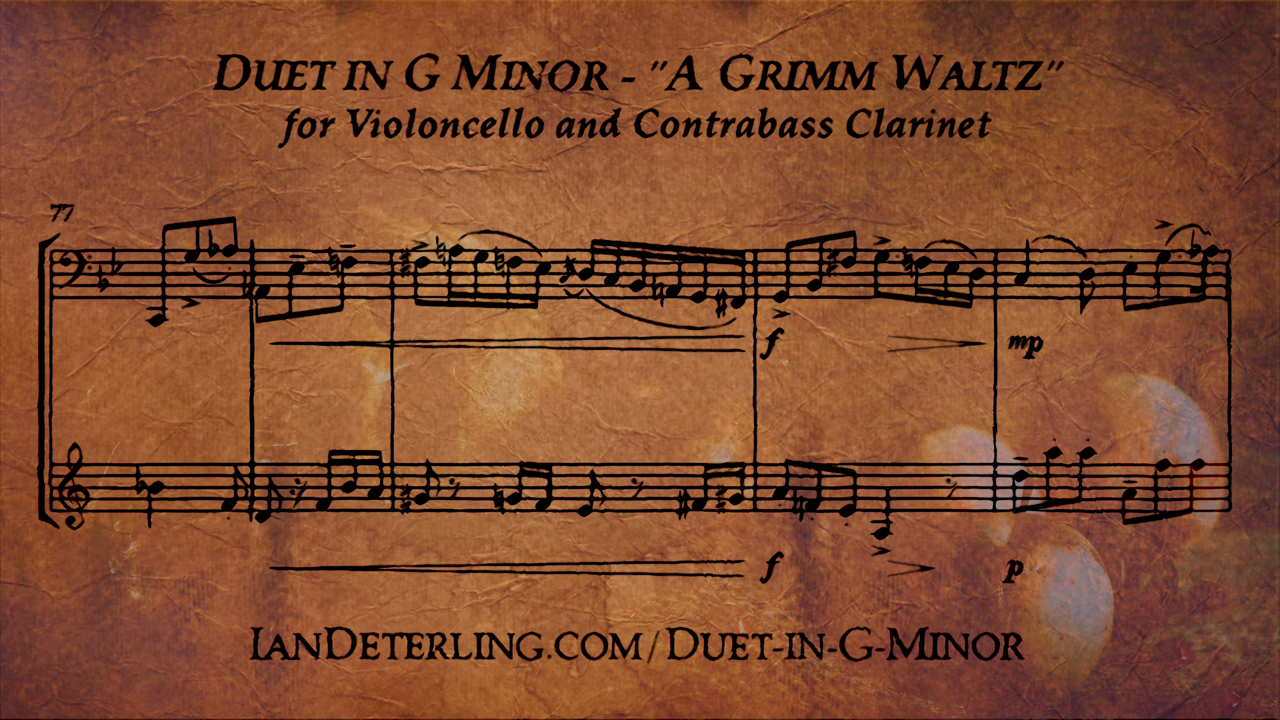 Duet in G Minor - "A Grimm Waltz"
for Violoncello and Contrabass Clarinet
77
f
mp
f
p
IanDeterling.com/Duet-in-G-Minor